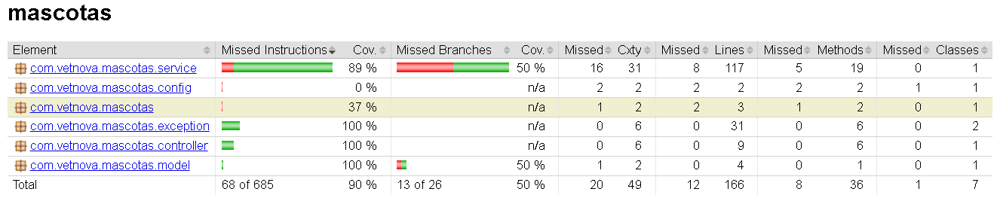 mascotas
Element Missed Instructions Cov. Missed Branches Cov. Missed Cxty Missed Lines Missed Methods Missed Classes
com.vetnova.mascotas.service 89 % 50 % 16 31 8 117 5 19 0 1
com.vetnova.mascotas.config 0 % n/a 2 2 2 2 2 2 1 1
com.vetnova.mascotas 37 % n/a 1 2 2 3 1 2 0 1
com.vetnova.mascotas.exception 100 % n/a 0 6 0 31 0 6 0 2
com.vetnova.mascotas.controller 100 % n/a 0 6 0 9 0 6 0 1
com.vetnova.mascotas.model 100 % 50 % 1 2 0 4 0 1 0 1
Total 68 of 685 90 % 13 of 26 50 % 20 49 12 166 8 36 1 7